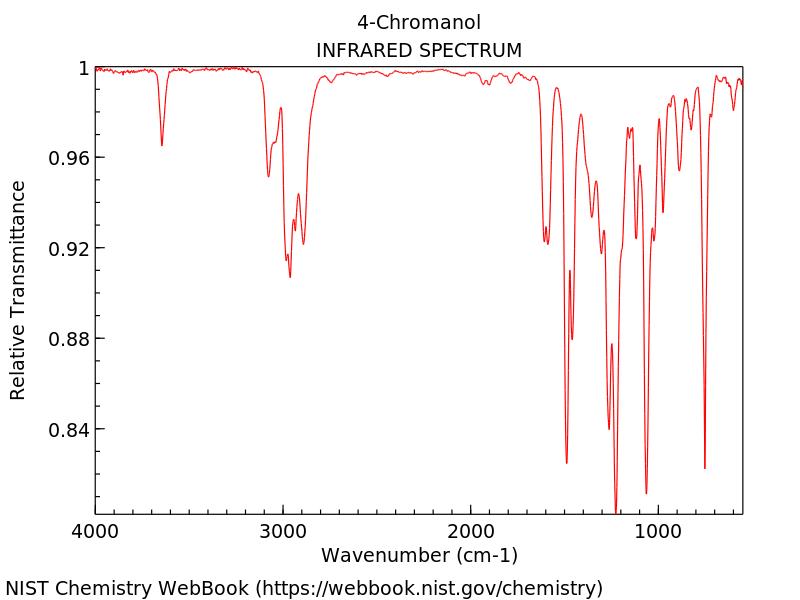 4-Chromanol
INFRARED SPECTRUM
1
0.96
0.92
0.88
0.84
Relative Transmittance
4000 3000 2000 1000
Wavenumber (cm-1)
NIST Chemistry WebBook (https://webbook.nist.gov/chemistry)